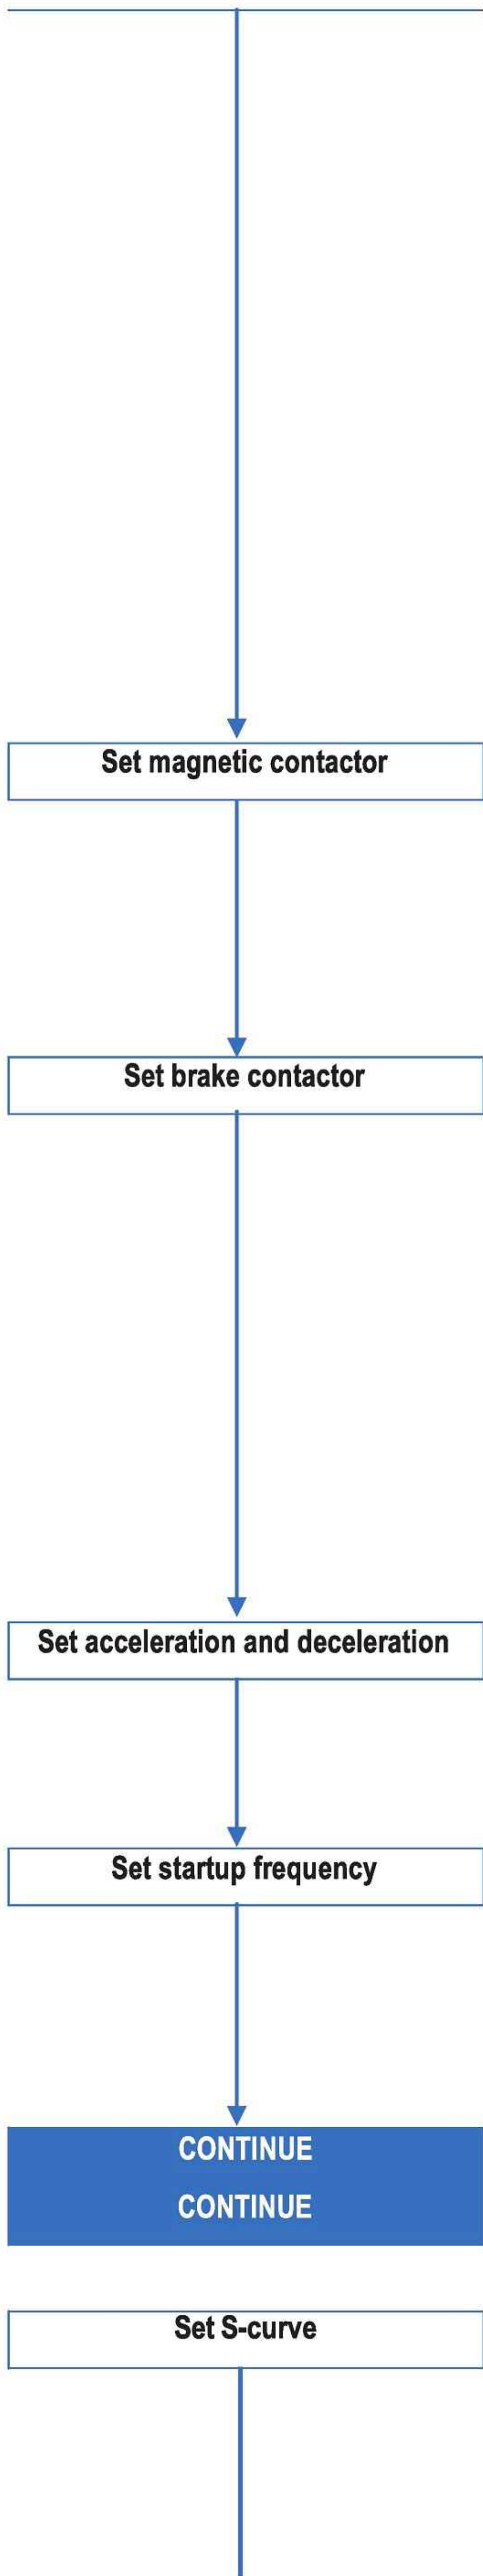 Set magnetic contactor
Set brake contactor
Set acceleration and deceleration
Set startup frequency
CONTINUE
CONTINUE
Set S-curve